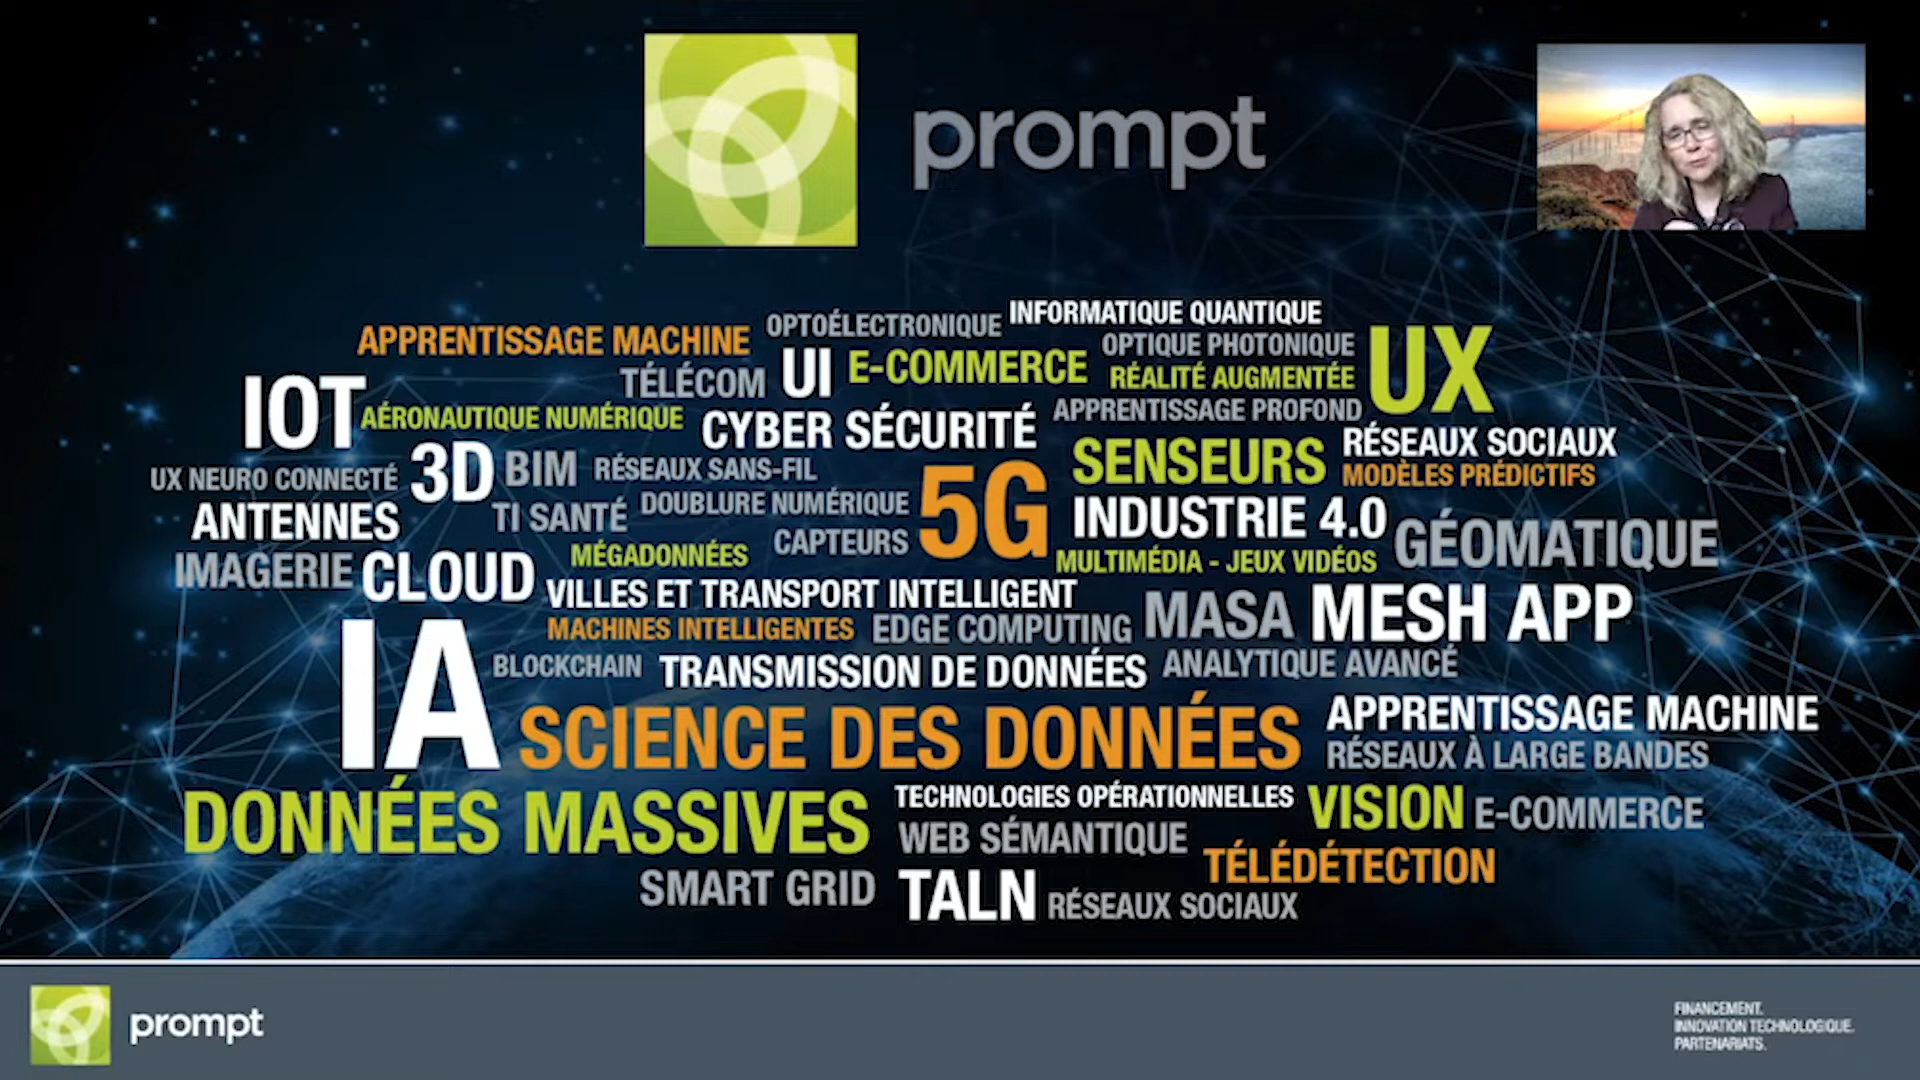 prompt
APPRENTISSAGE MACHINE
OPTOÉLECTRONIQUE
INFORMATIQUE QUANTIQUE
TÉLÉCOM
UI
E-COMMERCE
OPTIQUE PHOTONIQUE
RÉALITÉ AUGMENTÉE
UX
IOT
AÉRONAUTIQUE NUMÉRIQUE
CYBER SÉCURITÉ
APPRENTISSAGE PROFOND
UX NEURO CONNECTÉ
3D
BIM
RÉSEAUX SANS-FIL
SENSEURS
RÉSEAUX SOCIAUX
MODÈLES PRÉDICTIFS
ANTENNES
TI SANTÉ
DOUBLURE NUMÉRIQUE
5G
INDUSTRIE 4.0
GÉOMATIQUE
IMAGERIE
CLOUD
MÉGADONNÉES
CAPTEURS
MULTIMÉDIA - JEUX VIDÉOS
VILLES ET TRANSPORT INTELLIGENT
MACHINES INTELLIGENTES
EDGE COMPUTING
MASA
MESH APP
IA
BLOCKCHAIN
TRANSMISSION DE DONNÉES
ANALYTIQUE AVANCÉ
SCIENCE DES DONNÉES
APPRENTISSAGE MACHINE
RÉSEAUX À LARGE BANDES
DONNÉES MASSIVES
TECHNOLOGIES OPÉRATIONNELLES
WEB SÉMANTIQUE
VISION
E-COMMERCE
TÉLÉDÉTECTION
SMART GRID
TALN
RÉSEAUX SOCIAUX
prompt
FINANCEMENT.
INNOVATION TECHNOLOGIQUE.
PARTENARIATS.